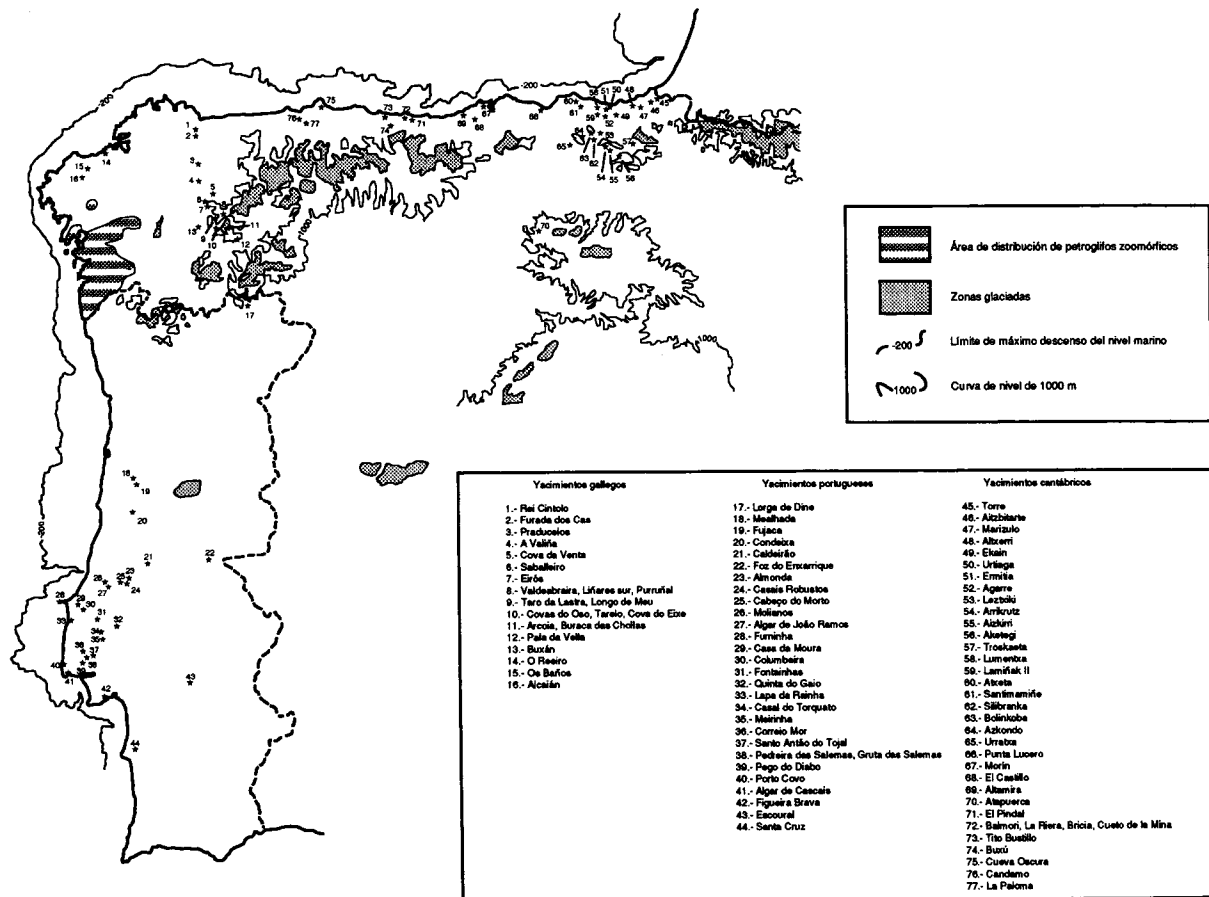 Área de distribución de petroglifos zoomórficos
Zonas glaciadas
-200
Límite de máximo descenso del nivel marino
1000
Curva de nivel de 1000 m
Yacimientos gallegos
1.- Rei Cintolo
2.- Furada dos Cas
3.- Praducelos
4.- A Valiña
5.- Cova da Venta
6.- Saballeiro
7.- Eirós
8.- Valdeabraira, Liñares sur, Purruñal
9.- Taro da Lastra, Longo de Meu
10.- Covas do Oso, Tarelo, Cova do Eixe
11.- Arcoia, Buraca das Choias
12.- Pala da Vella
13.- Buxán
14.- O Reeiro
15.- Os Baños
16.- Alcaián
Yacimientos portugueses
17.- Lorga de Dine
18.- Mealhada
19.- Fujaca
20.- Condeixa
21.- Caldeirão
22.- Foz do Enxarrique
23.- Almonda
24.- Casais Robustos
25.- Cabeço do Morto
26.- Molianos
27.- Algar de João Ramos
28.- Furninha
29.- Casa da Moura
30.- Columbeira
31.- Fontainhas
32.- Quinta do Gaio
33.- Lapa da Rainha
34.- Casal do Torquato
35.- Meirinha
36.- Correio Mor
37.- Santo Antão do Tojal
38.- Pedreira das Salemas, Gruta das Salemas
39.- Pego do Diabo
40.- Porto Covo
41.- Algar de Cascais
42.- Figueira Brava
43.- Escoural
44.- Santa Cruz
Yacimientos cantábricos
45.- Torre
46.- Aitzbitarte
47.- Marizulo
48.- Altxerri
49.- Ekain
50.- Urtiaga
51.- Ermitia
52.- Agarre
53.- Lezetxiki
54.- Arrikrutz
55.- Aizkirri
56.- Aketegi
57.- Troskaeta
58.- Lumentxa
59.- Lamiñak II
60.- Atxeta
61.- Santimamiñe
62.- Silibranka
63.- Bolinkoba
64.- Azkondo
65.- Urratxa
66.- Punta Lucero
67.- Morín
68.- El Castillo
69.- Altamira
70.- Atapuerca
71.- El Pindal
72.- Balmori, La Riera, Bricia, Cueto de la Mina
73.- Tito Bustillo
74.- Buxú
75.- Cueva Oscura
76.- Candamo
77.- La Paloma